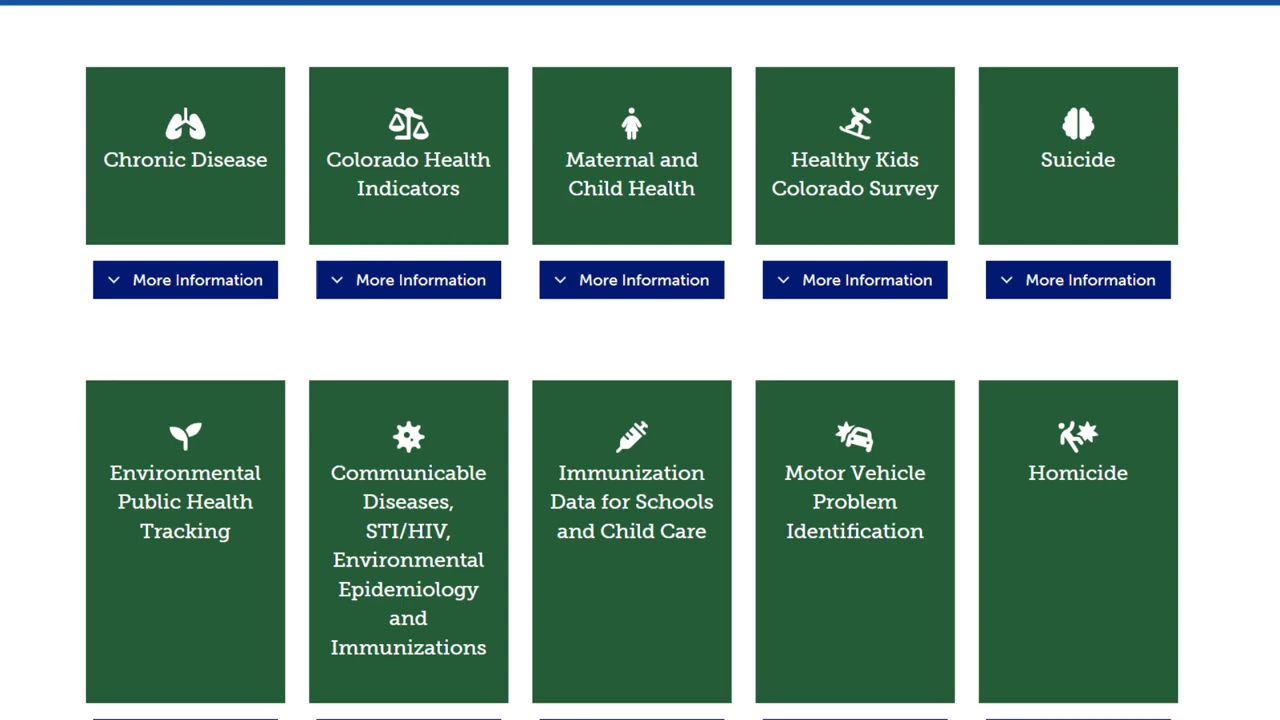 Chronic Disease
Colorado Health
Indicators
Maternal and
Child Health
Healthy Kids
Colorado Survey
Suicide
More Information
More Information
More Information
More Information
More Information
Environmental
Public Health
Tracking
Communicable
Diseases,
STI/HIV,
Environmental
Epidemiology
and
Immunizations
Immunization
Data for Schools
and Child Care
Motor Vehicle
Problem
Identification
Homicide